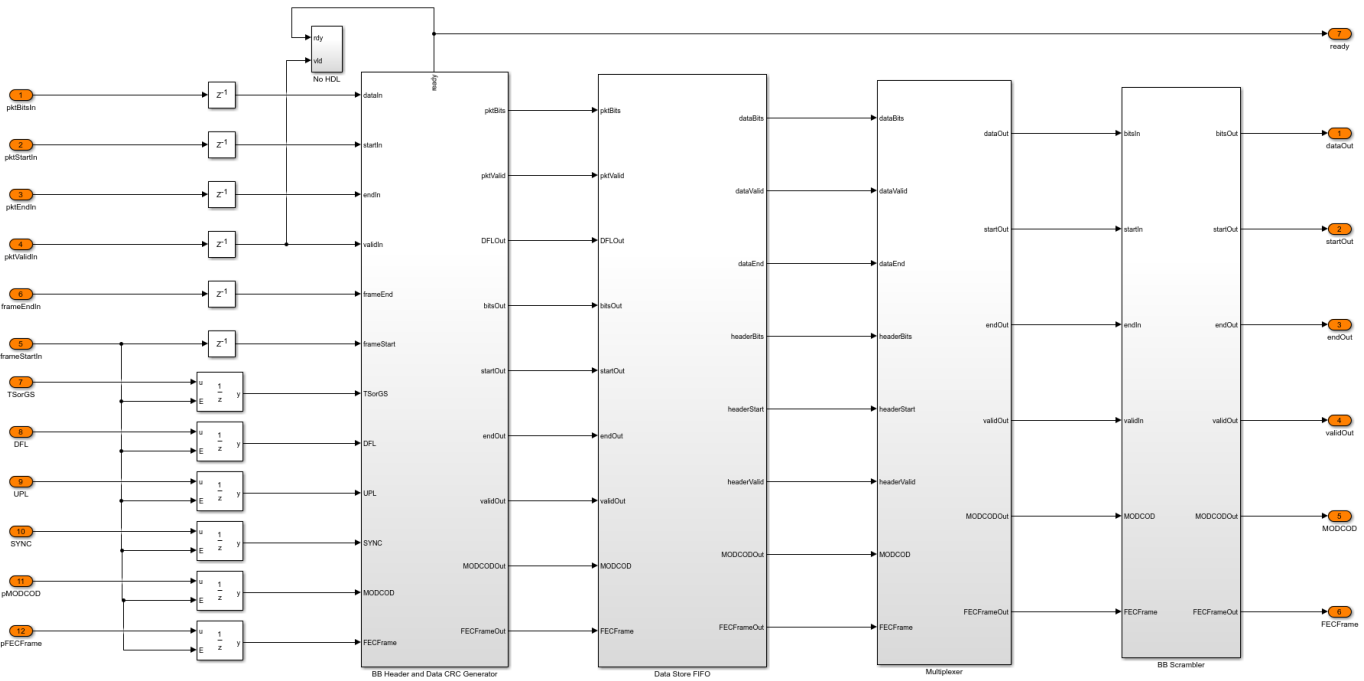 7
ready
rdy
vld
No HDL
ready
1
pktBitsIn
Z-1
dataIn
2
pktStartIn
Z-1
startIn
3
pktEndIn
Z-1
endIn
4
pktValidIn
Z-1
validIn
6
frameEndIn
Z-1
frameEnd
5
frameStartIn
Z-1
frameStart
7
TSorGS
u
E
1
z
y
TSorGS
8
DFL
u
E
1
z
y
DFL
9
UPL
u
E
1
z
y
UPL
10
SYNC
u
E
1
z
y
SYNC
11
pMODCOD
u
E
1
z
y
MODCOD
12
pFECFrame
u
E
1
z
y
FECFrame
pktBits
pktValid
DFLOut
bitsOut
startOut
endOut
validOut
MODCODOut
FECFrameOut
BB Header and Data CRC Generator
pktBits
pktValid
DFLOut
bitsOut
startOut
endOut
validOut
MODCOD
FECFrame
dataBits
dataValid
dataEnd
headerBits
headerStart
headerValid
MODCODOut
FECFrameOut
Data Store FIFO
dataBits
dataValid
dataEnd
headerBits
headerStart
headerValid
MODCOD
FECFrame
dataOut
startOut
endOut
validOut
MODCODOut
FECFrameOut
Multiplexer
bitsIn
startIn
endIn
validIn
MODCOD
FECFrame
bitsOut
startOut
endOut
validOut
MODCODOut
FECFrameOut
BB Scrambler
1
dataOut
2
startOut
3
endOut
4
validOut
5
MODCOD
6
FECFrame